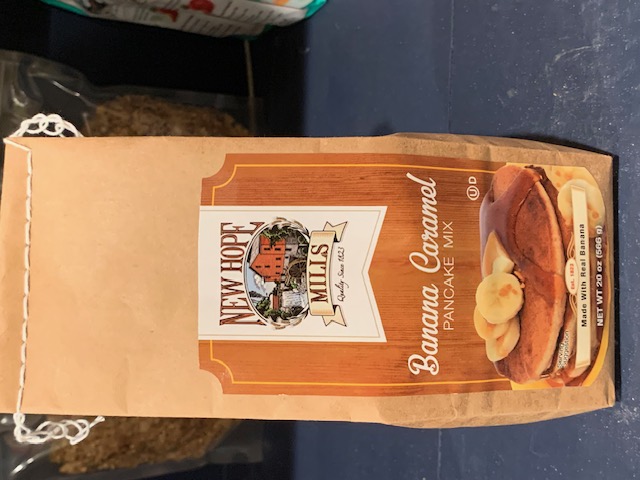 NEW HOPE
MILLS
Quality Since 1823
Banana Caramel
PANCAKE MIX
U D
EST. 1823
Made With Real Banana
NET WT 20 oz (566 g)